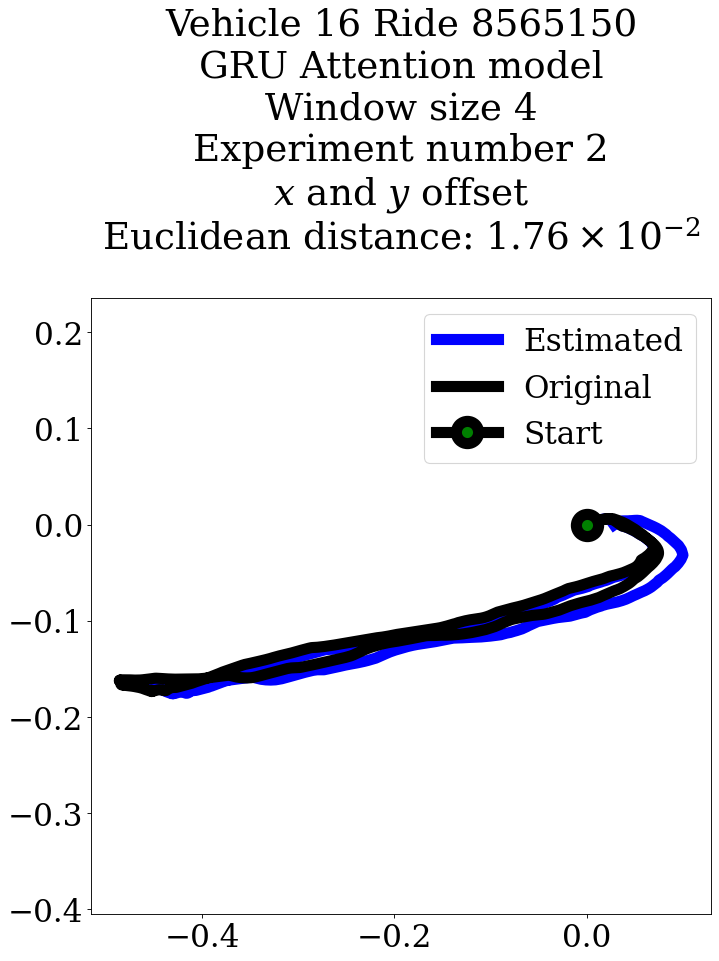 Vehicle 16 Ride 8565150
GRU Attention model
Window size 4
Experiment number 2
x and y offset
Euclidean distance: 1.76 × 10⁻²
Estimated
Original
Start
0.2
0.1
0.0
−0.1
−0.2
−0.3
−0.4
−0.4 −0.2 0.0